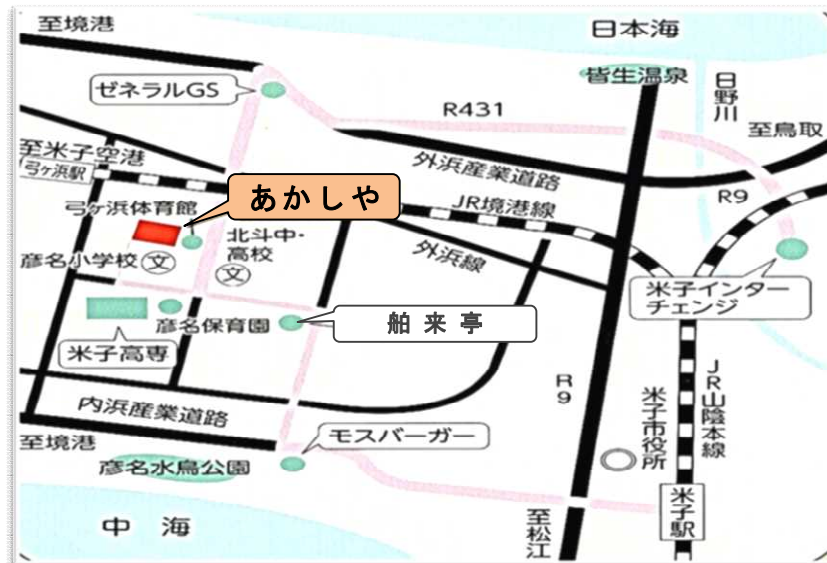 至境港
日本海
ゼネラルGS
皆生温泉
日野川
R431
至鳥取
至米子空港
外浜産業道路
弓ヶ浜駅
あかしや
R9
弓ヶ浜体育館
JR境港線
北斗中・
高校
文
外浜線
彦名小学校
文
米子インター
チェンジ
彦名保育園
舶来亭
米子高専
R9
JR山陰本線
米子市役所
内浜産業道路
至境港
モスバーガー
彦名水鳥公園
米子駅
中海
至松江